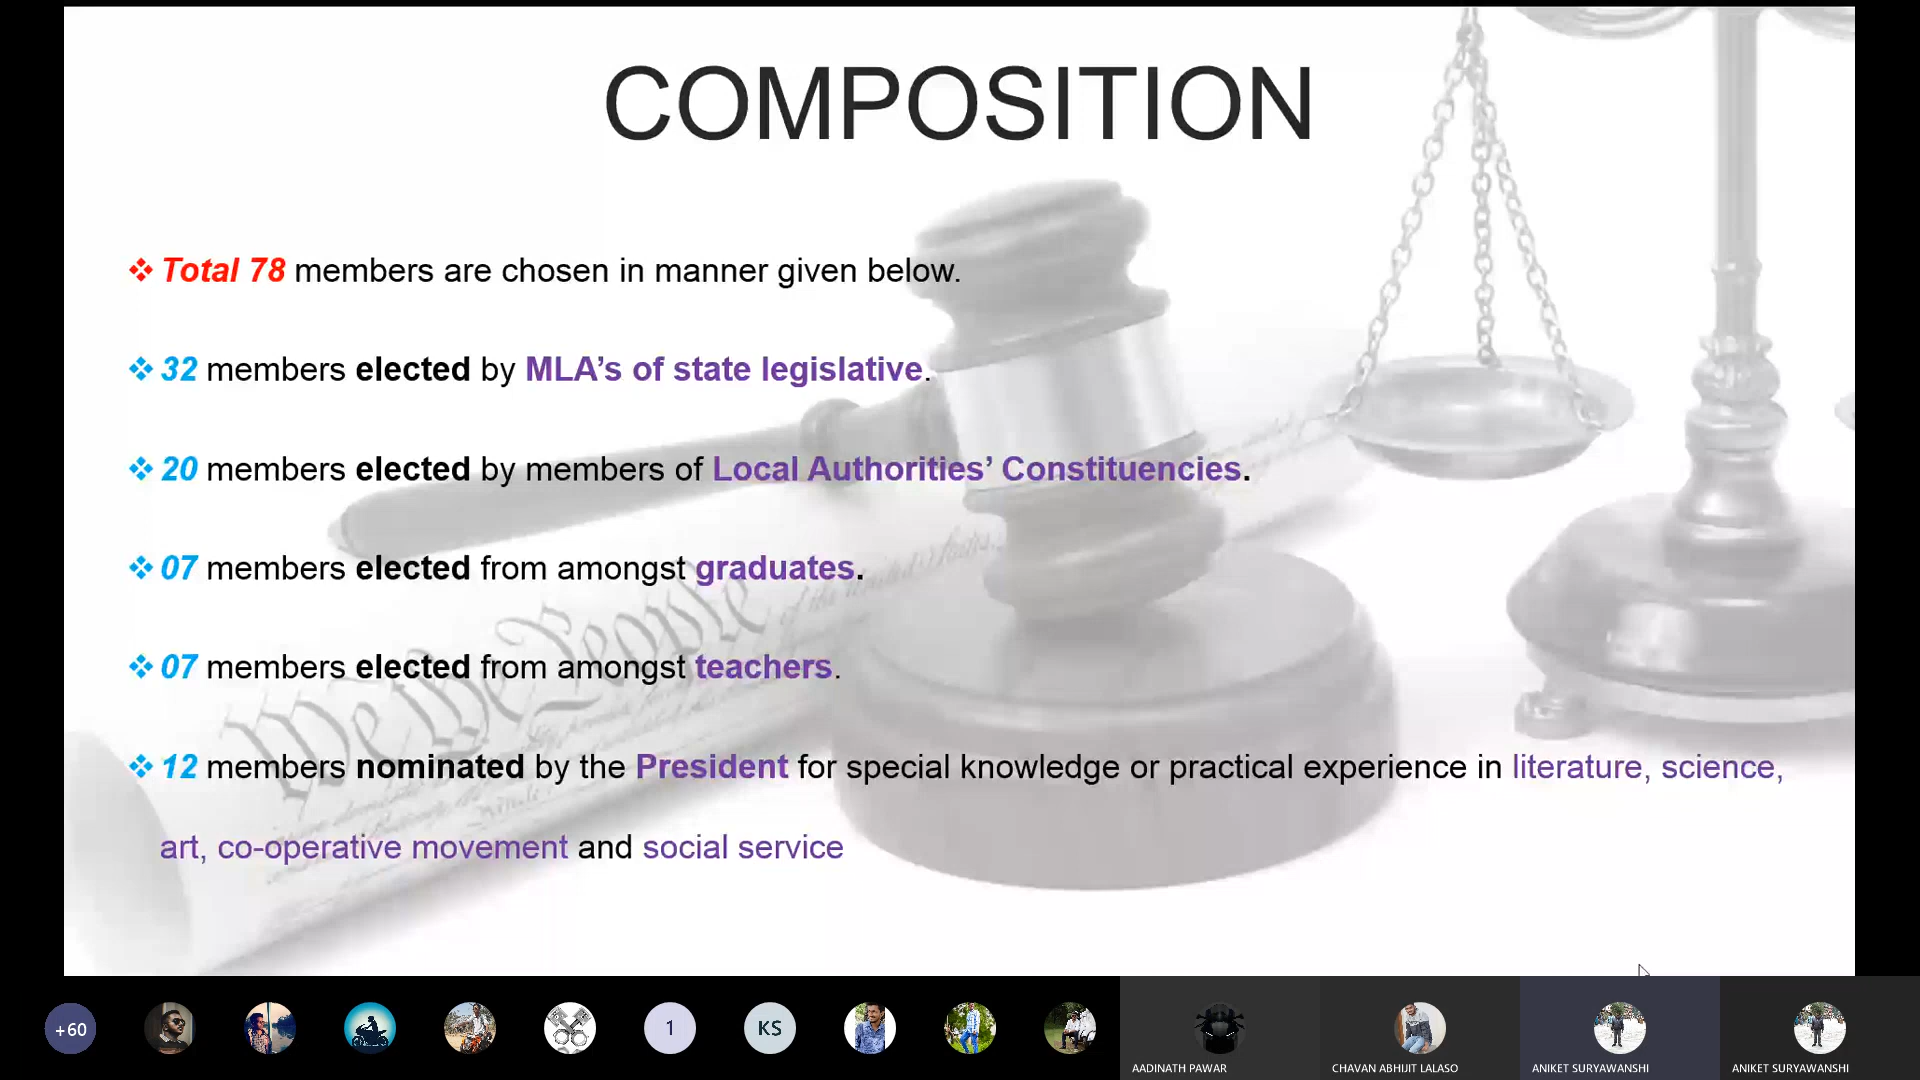 COMPOSITION
❖ Total 78 members are chosen in manner given below.
❖ 32 members elected by MLA’s of state legislative.
❖ 20 members elected by members of Local Authorities’ Constituencies.
❖ 07 members elected from amongst graduates.
❖ 07 members elected from amongst teachers.
❖ 12 members nominated by the President for special knowledge or practical experience in literature, science,
art, co-operative movement and social service
We the People
+60
1
KS
AADINATH PAWAR
CHAVAN ABHIJIT LALASO
ANIKET SURYAWANSHI
ANIKET SURYAWANSHI